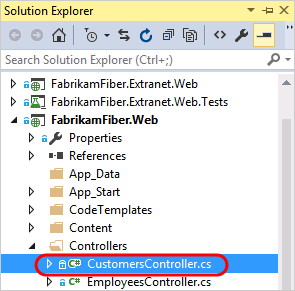 Solution Explorer
Search Solution Explorer (Ctrl+;)
FabrikamFiber.Extranet.Web
FabrikamFiber.Extranet.Web.Tests
FabrikamFiber.Web
Properties
References
App_Data
App_Start
CodeTemplates
Content
Controllers
C# CustomersController.cs
C# EmployeesController.cs